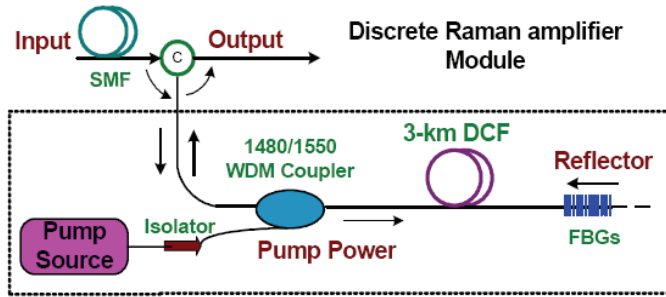 Input
Output
Discrete Raman amplifier
Module
C
SMF
1480/1550
WDM Coupler
3-km DCF
Reflector
Pump
Source
Isolator
Pump Power
FBGs